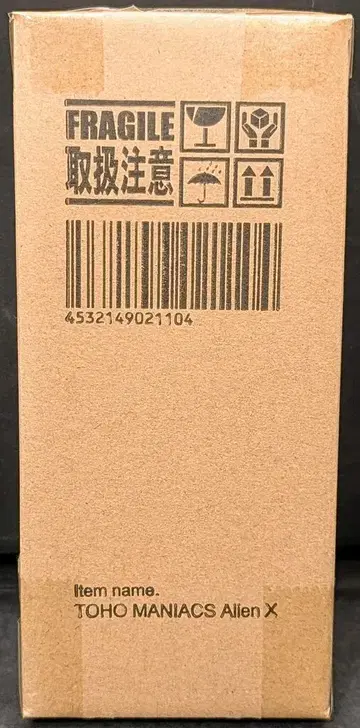 FRAGILE
取扱注意
4532149021104
Item name.
TOHO MANIACS Alien X